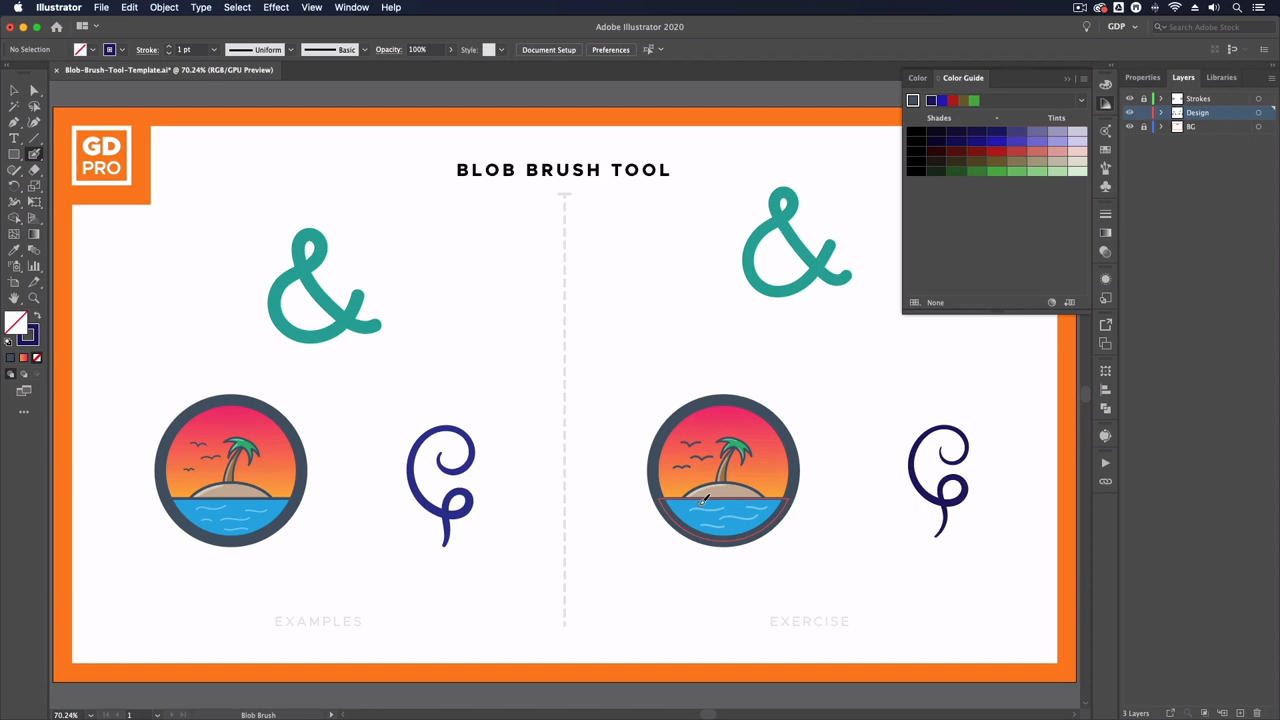 Illustrator File Edit Object Type Select Effect View Window Help
Adobe Illustrator 2020
GDP
Search Adobe Stock
No Selection
Stroke: 1 pt
Uniform
Basic
Opacity: 100%
Style:
Document Setup
Preferences
× Blob-Brush-Tool-Template.ai* @ 70.24% (RGB/GPU Preview)
Color
Color Guide
Properties
Layers
Libraries
Strokes
Design
BG
Shades
Tints
None
GD
PRO
BLOB BRUSH TOOL
&
&
EXAMPLES
EXERCISE
70.24%
1
Blob Brush
3 Layers